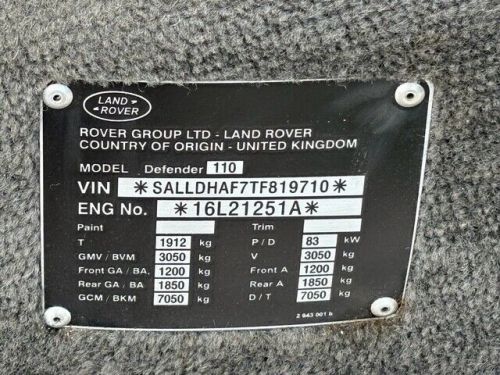 LAND
ROVER
ROVER GROUP LTD - LAND ROVER
COUNTRY OF ORIGIN - UNITED KINGDOM
MODEL Defender 110
VIN *SALLDHAF7TF819710*
ENG No. *16L21251A*
Paint Trim
T 1912 kg P / D 83 kW
GMV / BVM 3050 kg V 3050 kg
Front GA / BA. 1200 kg Front A 1200 kg
Rear GA / BA 1850 kg Rear A 1850 kg
GCM / BKM 7050 kg D / T 7050 kg
2 643 001 b